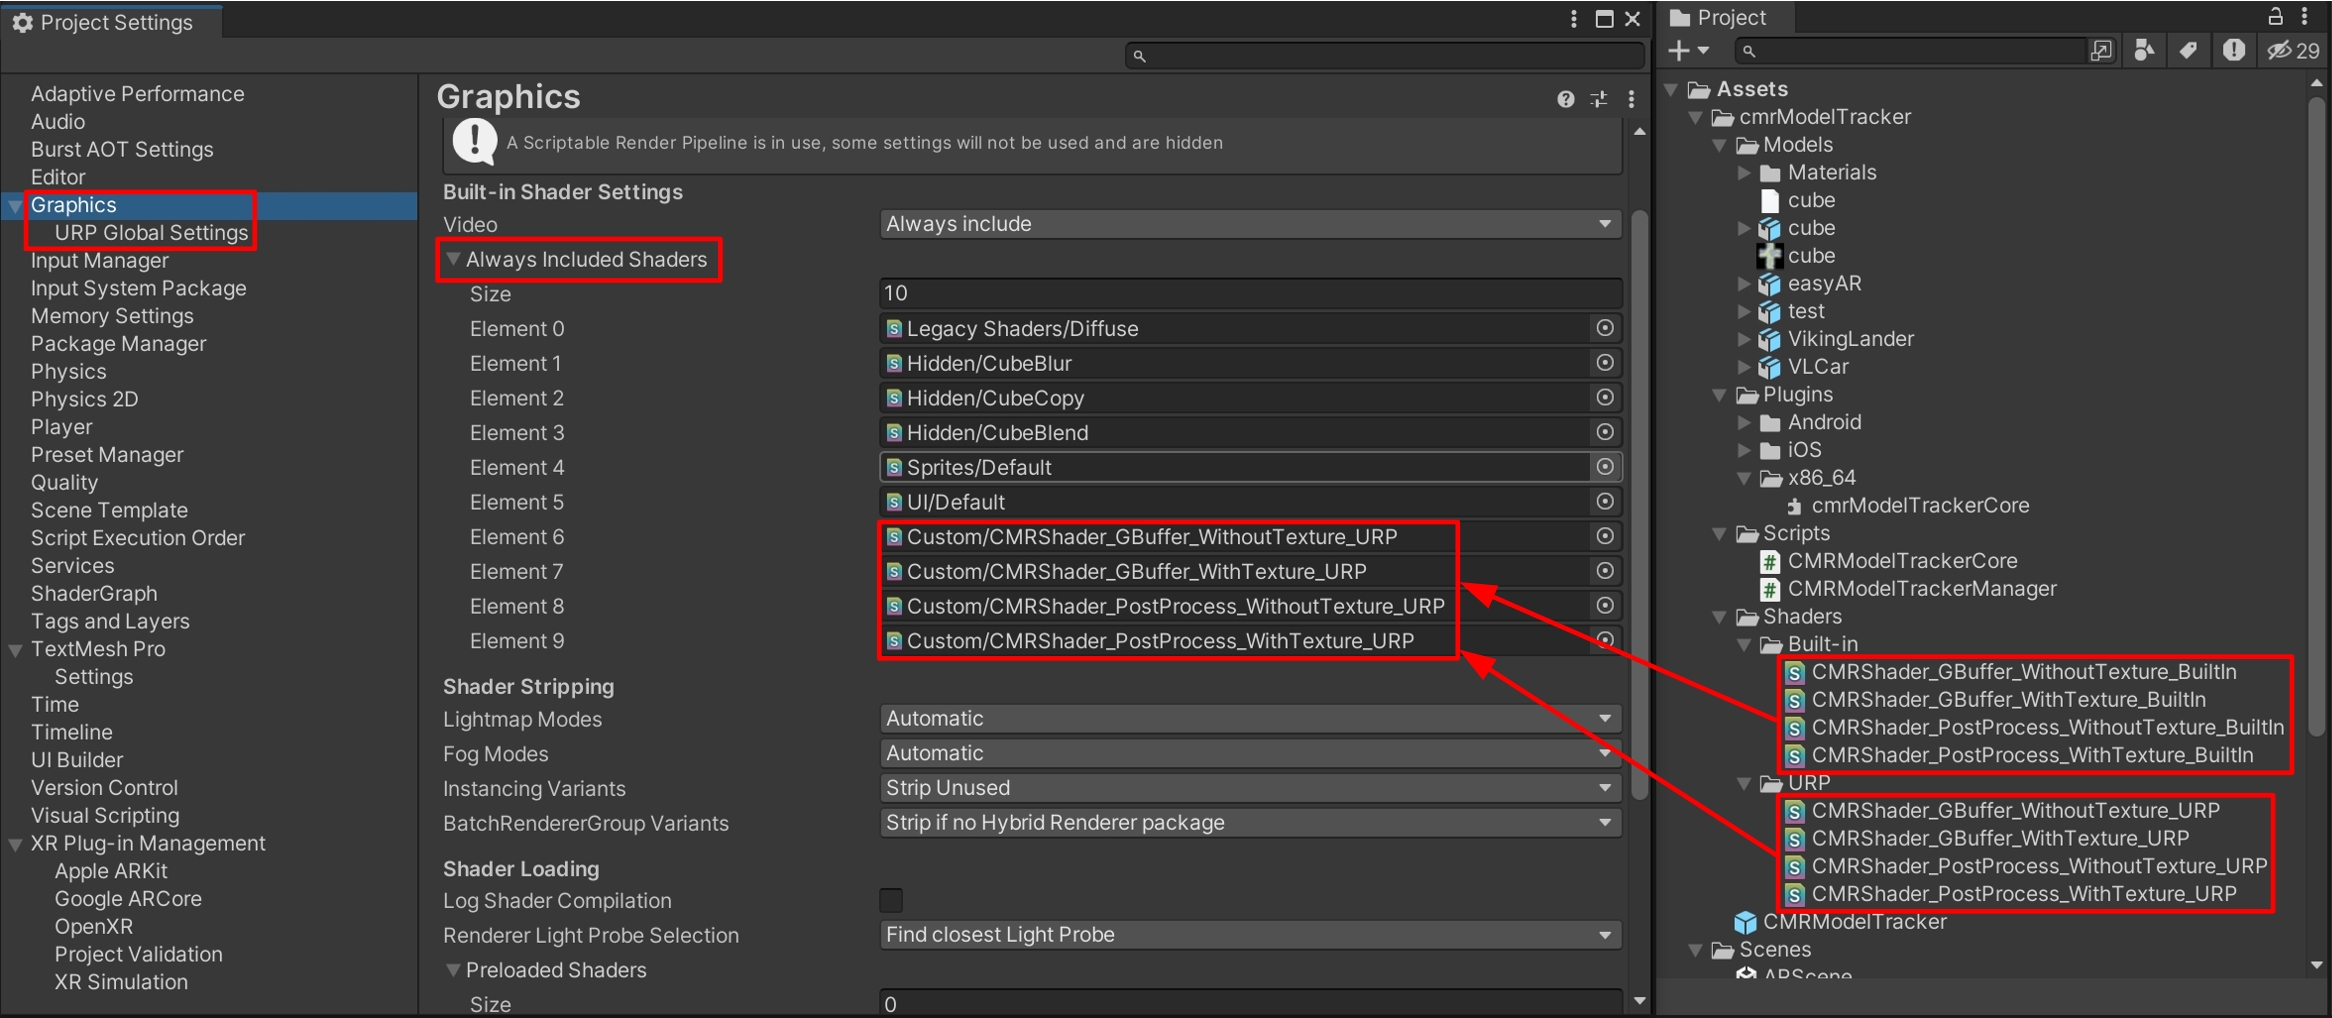 Project Settings
Adaptive Performance
Audio
Burst AOT Settings
Editor
Graphics
URP Global Settings
Input Manager
Input System Package
Memory Settings
Package Manager
Physics
Physics 2D
Player
Preset Manager
Quality
Scene Template
Script Execution Order
Services
ShaderGraph
Tags and Layers
TextMesh Pro
Settings
Time
Timeline
UI Builder
Version Control
Visual Scripting
XR Plug-in Management
Apple ARKit
Google ARCore
OpenXR
Project Validation
XR Simulation
Graphics
A Scriptable Render Pipeline is in use, some settings will not be used and are hidden
Built-in Shader Settings
Video Always include
Always Included Shaders
Size 10
Element 0 Legacy Shaders/Diffuse
Element 1 Hidden/CubeBlur
Element 2 Hidden/CubeCopy
Element 3 Hidden/CubeBlend
Element 4 Sprites/Default
Element 5 UI/Default
Element 6 Custom/CMRShader_GBuffer_WithoutTexture_URP
Element 7 Custom/CMRShader_GBuffer_WithTexture_URP
Element 8 Custom/CMRShader_PostProcess_WithoutTexture_URP
Element 9 Custom/CMRShader_PostProcess_WithTexture_URP
Shader Stripping
Lightmap Modes Automatic
Fog Modes Automatic
Instancing Variants Strip Unused
BatchRendererGroup Variants Strip if no Hybrid Renderer package
Shader Loading
Log Shader Compilation
Renderer Light Probe Selection Find closest Light Probe
Preloaded Shaders
Size 0
Project
29
Assets
cmrModelTracker
Models
Materials
cube
cube
cube
easyAR
test
VikingLander
VLCar
Plugins
Android
iOS
x86_64
cmrModelTrackerCore
Scripts
CMRModelTrackerCore
CMRModelTrackerManager
Shaders
Built-in
CMRShader_GBuffer_WithoutTexture_BuiltIn
CMRShader_GBuffer_WithTexture_BuiltIn
CMRShader_PostProcess_WithoutTexture_BuiltIn
CMRShader_PostProcess_WithTexture_BuiltIn
URP
CMRShader_GBuffer_WithoutTexture_URP
CMRShader_GBuffer_WithTexture_URP
CMRShader_PostProcess_WithoutTexture_URP
CMRShader_PostProcess_WithTexture_URP
CMRModelTracker
Scenes
ARScene